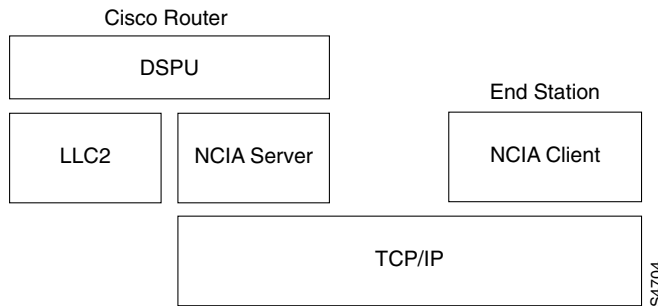 Cisco Router
DSPU
End Station
LLC2
NCIA Server
NCIA Client
TCP/IP
S4704